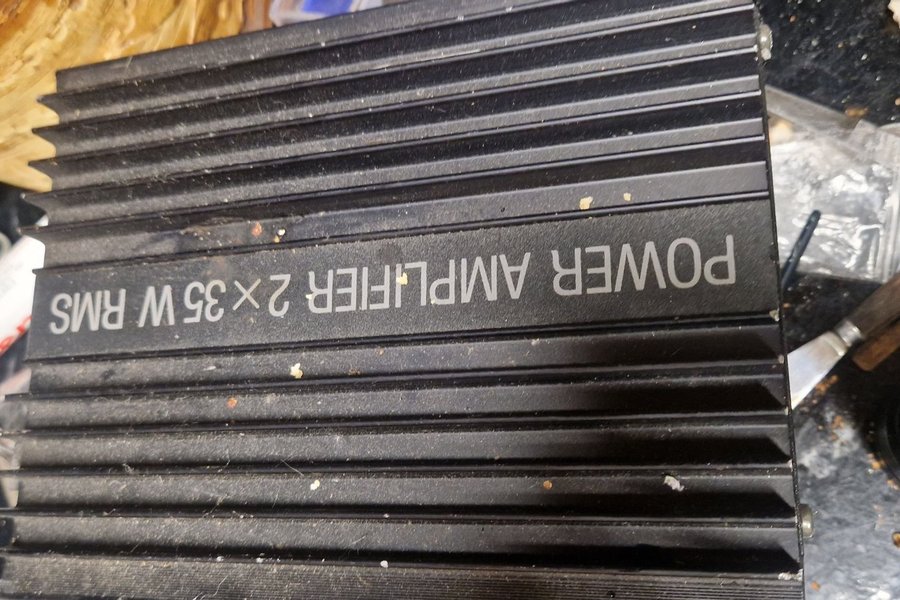 POWER AMPLIFIER 2×35 W RMS